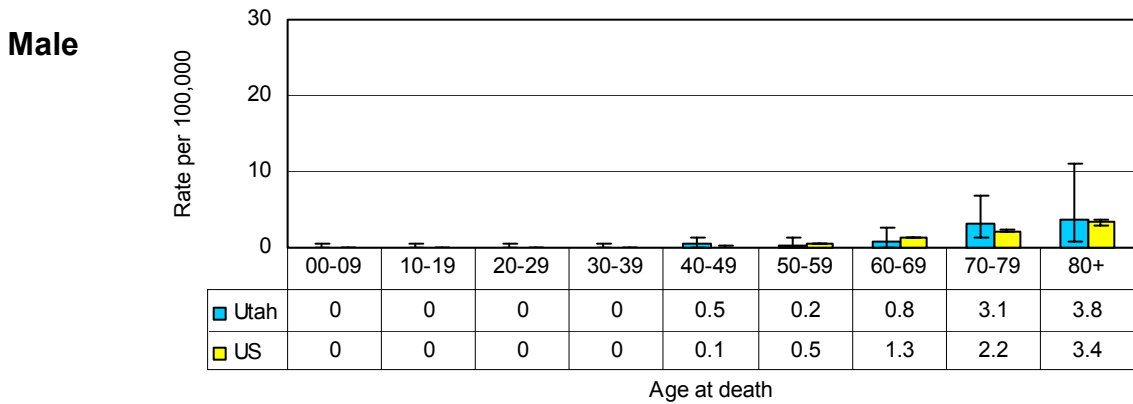 Male
Rate per 100,000
30
20
10
0
00-09 10-19 20-29 30-39 40-49 50-59 60-69 70-79 80+
Utah 0 0 0 0 0.5 0.2 0.8 3.1 3.8
US 0 0 0 0 0.1 0.5 1.3 2.2 3.4
Age at death